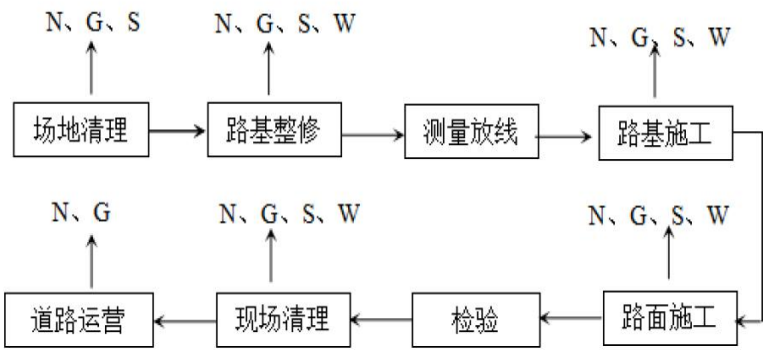 N、G、S
N、G、S、W
N、G、S、W
场地清理
路基整修
测量放线
路基施工
N、G
N、G、S、W
N、G、S、W
道路运营
现场清理
检验
路面施工